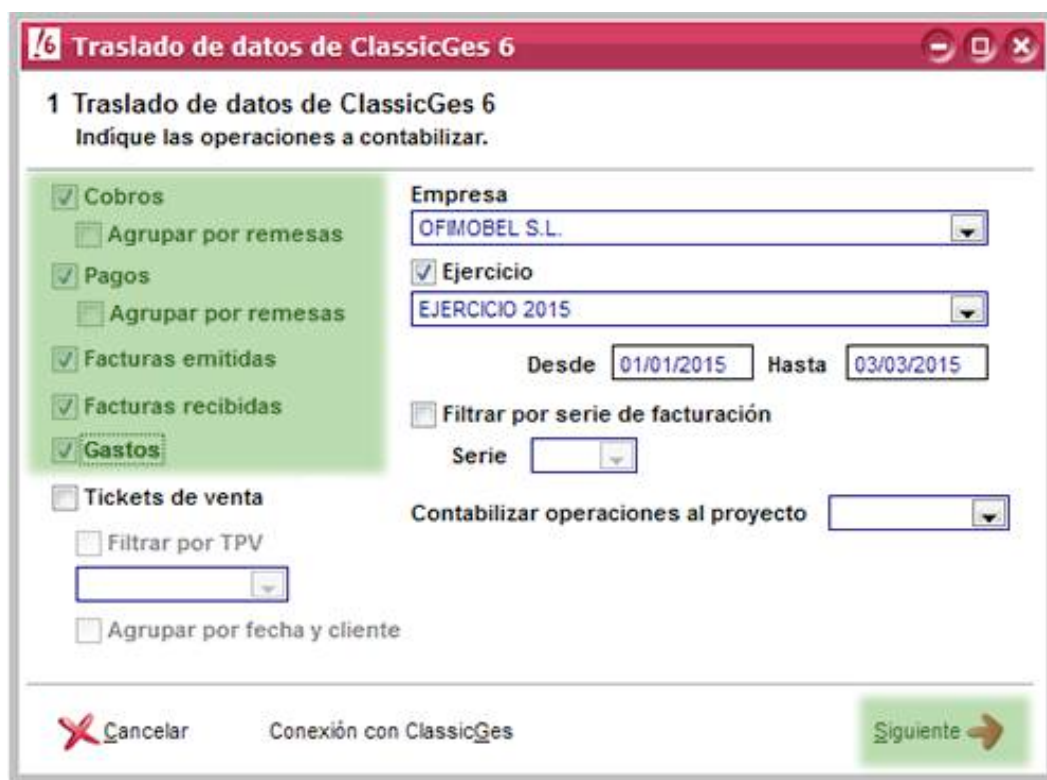 !6 Traslado de datos de ClassicGes 6
1 Traslado de datos de ClassicGes 6
Indique las operaciones a contabilizar.
Cobros
Agrupar por remesas
Pagos
Agrupar por remesas
Facturas emitidas
Facturas recibidas
Gastos
Tickets de venta
Filtrar por TPV
Agrupar por fecha y cliente
Empresa
OFIMOBEL S.L.
Ejercicio
EJERCICIO 2015
Desde 01/01/2015 Hasta 03/03/2015
Filtrar por serie de facturación
Serie
Contabilizar operaciones al proyecto
Cancelar Conexión con ClassicGes Siguiente